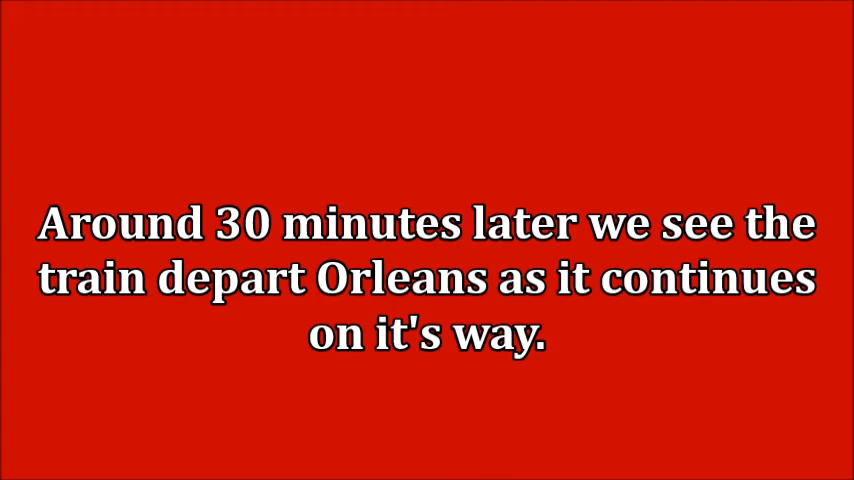 Around 30 minutes later we see the
train depart Orleans as it continues
on it's way.